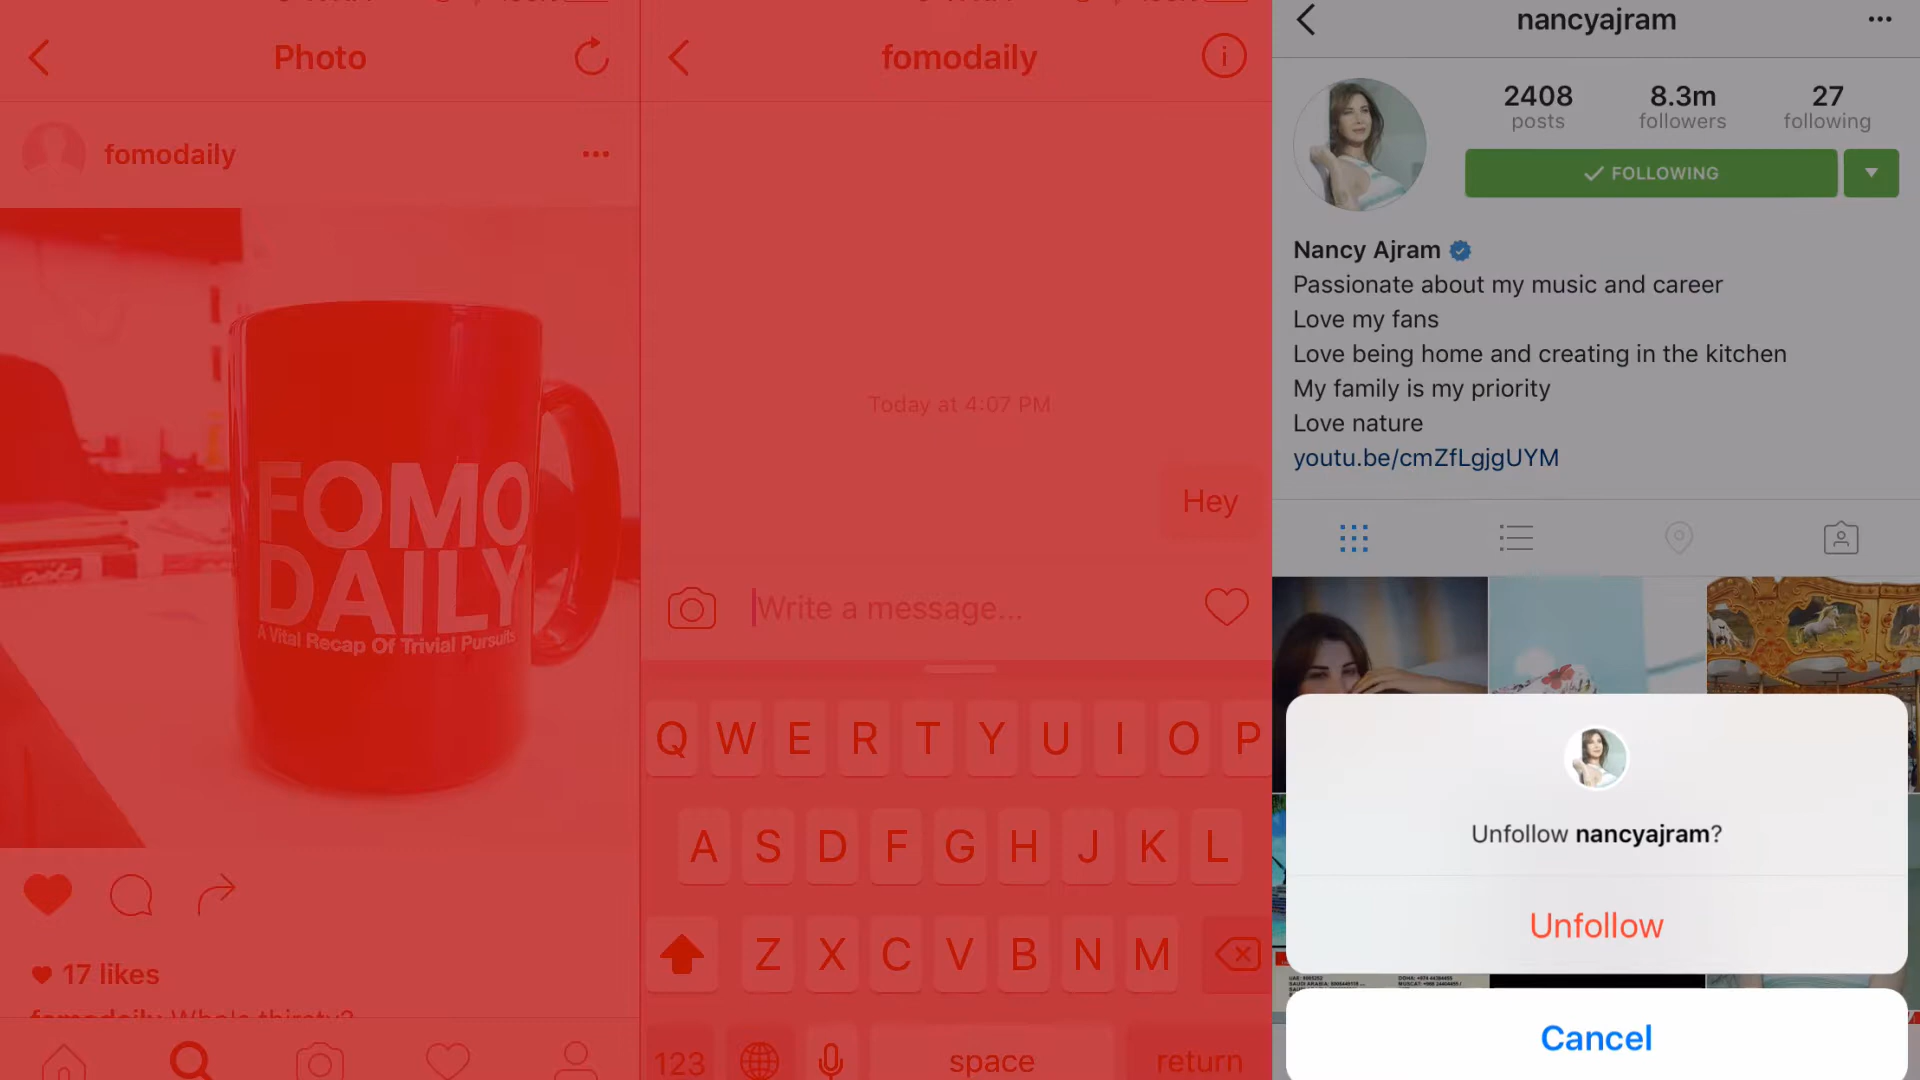 Photo
fomodaily
FOMO
DAILY
A Vital Recap Of Trivial Pursuits
17 likes
fomodaily Who's thirsty?
fomodaily
Today at 4:07 PM
Hey
Write a message...
Q W E R T Y U I O P
A S D F G H J K L
Z X C V B N M
123 space return
nancyajram
2408 8.3m 27
posts followers following
FOLLOWING
Nancy Ajram
Passionate about my music and career
Love my fans
Love being home and creating in the kitchen
My family is my priority
Love nature
youtu.be/cmZfLgjgUYM
Unfollow nancyajram?
Unfollow
Cancel